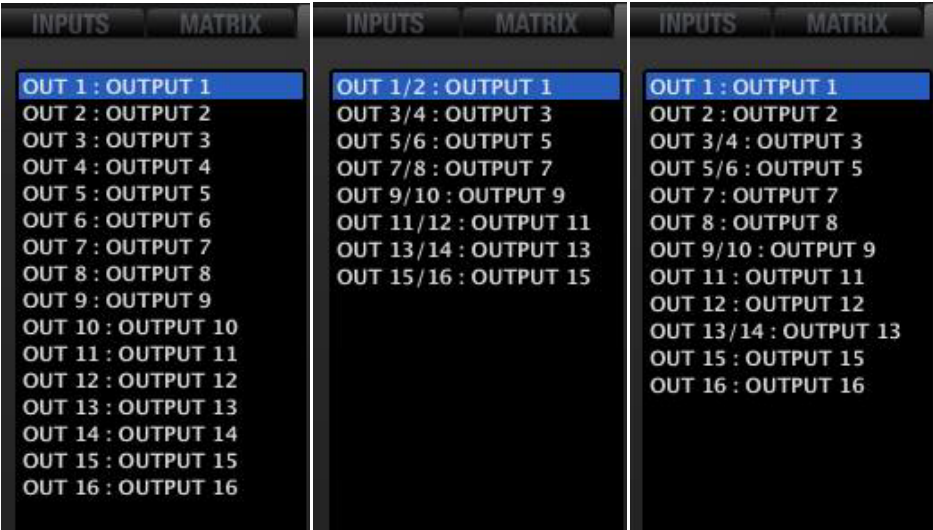 INPUTS MATRIX
OUT 1 : OUTPUT 1
OUT 2 : OUTPUT 2
OUT 3 : OUTPUT 3
OUT 4 : OUTPUT 4
OUT 5 : OUTPUT 5
OUT 6 : OUTPUT 6
OUT 7 : OUTPUT 7
OUT 8 : OUTPUT 8
OUT 9 : OUTPUT 9
OUT 10 : OUTPUT 10
OUT 11 : OUTPUT 11
OUT 12 : OUTPUT 12
OUT 13 : OUTPUT 13
OUT 14 : OUTPUT 14
OUT 15 : OUTPUT 15
OUT 16 : OUTPUT 16
INPUTS MATRIX
OUT 1/2 : OUTPUT 1
OUT 3/4 : OUTPUT 3
OUT 5/6 : OUTPUT 5
OUT 7/8 : OUTPUT 7
OUT 9/10 : OUTPUT 9
OUT 11/12 : OUTPUT 11
OUT 13/14 : OUTPUT 13
OUT 15/16 : OUTPUT 15
INPUTS MATRIX
OUT 1 : OUTPUT 1
OUT 2 : OUTPUT 2
OUT 3/4 : OUTPUT 3
OUT 5/6 : OUTPUT 5
OUT 7 : OUTPUT 7
OUT 8 : OUTPUT 8
OUT 9/10 : OUTPUT 9
OUT 11 : OUTPUT 11
OUT 12 : OUTPUT 12
OUT 13/14 : OUTPUT 13
OUT 15 : OUTPUT 15
OUT 16 : OUTPUT 16